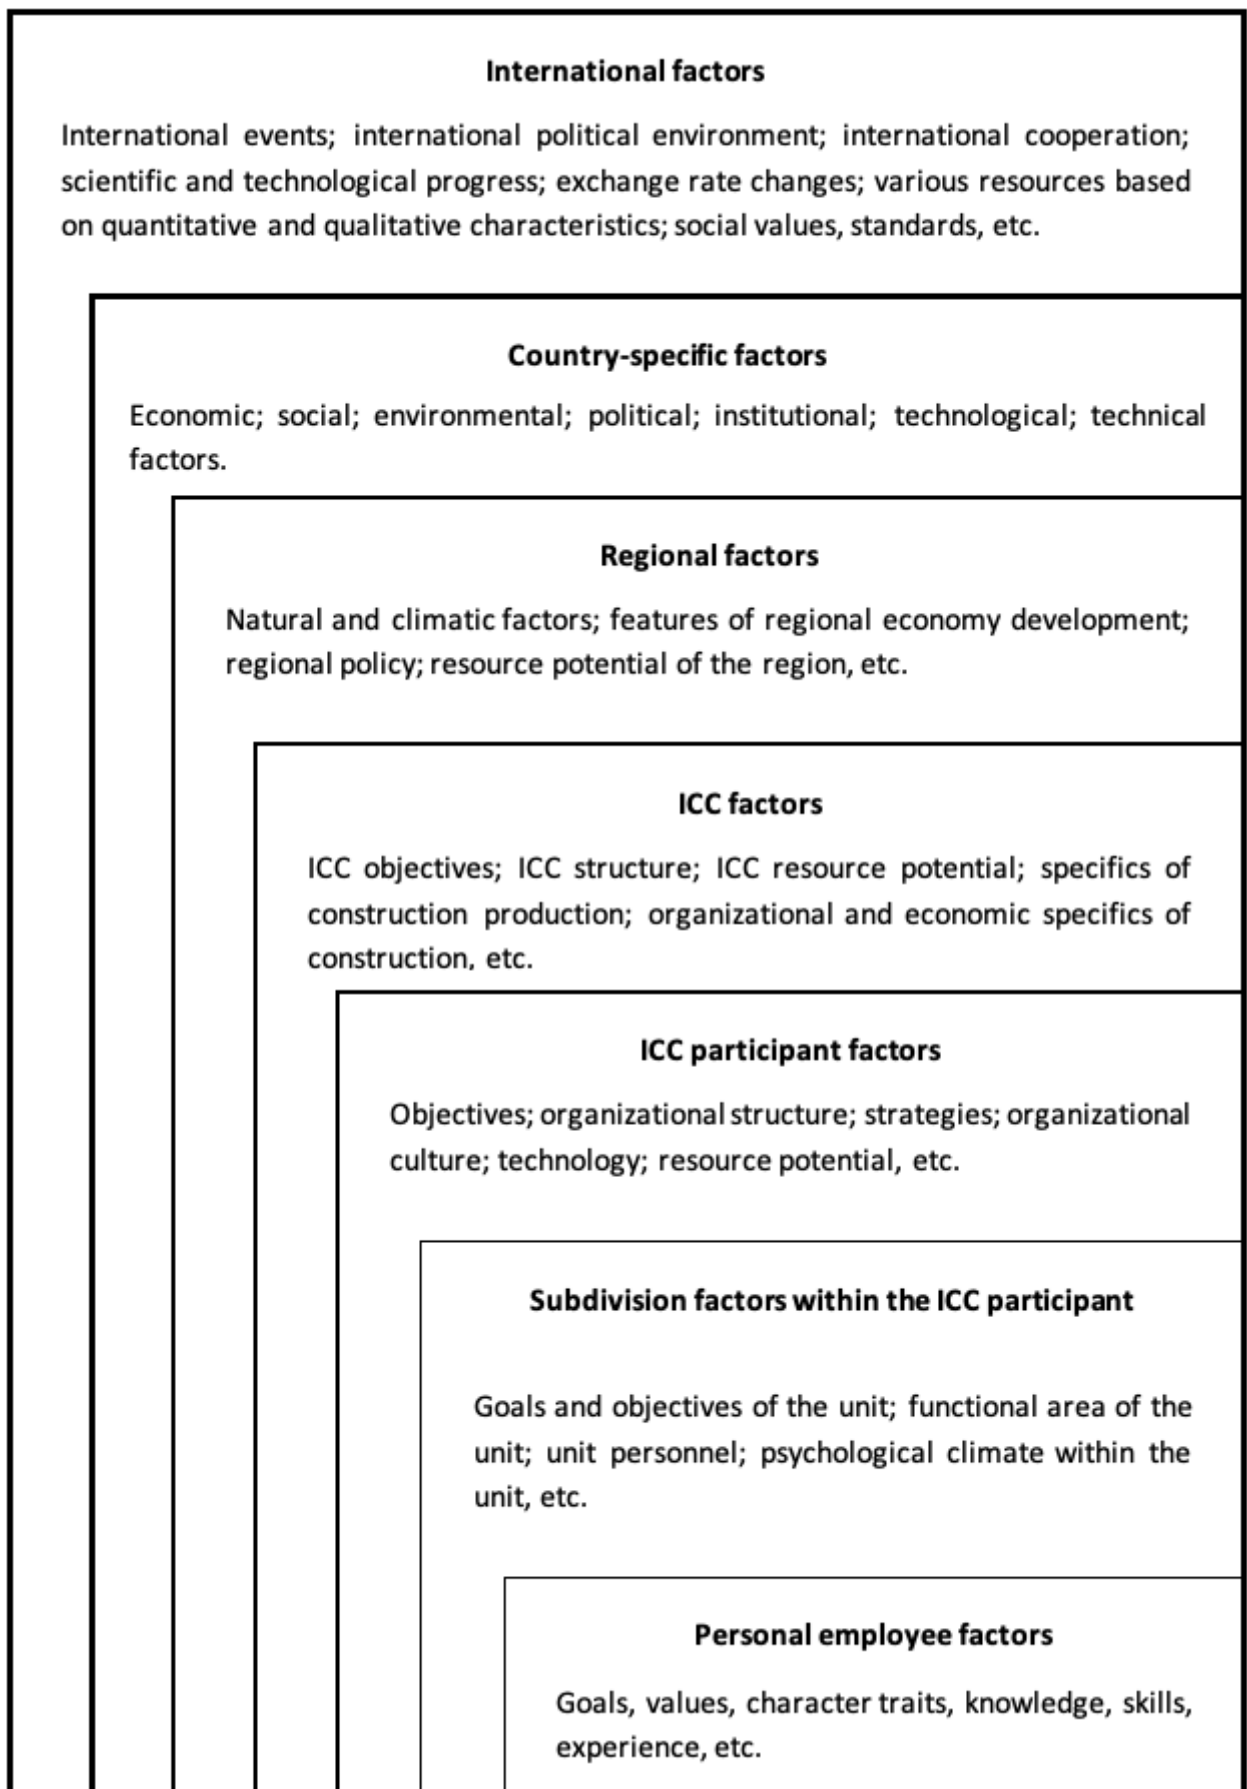 International factors
International events; international political environment; international cooperation;
scientific and technological progress; exchange rate changes; various resources based
on quantitative and qualitative characteristics; social values, standards, etc.
Country-specific factors
Economic; social; environmental; political; institutional; technological; technical
factors.
Regional factors
Natural and climatic factors; features of regional economy development;
regional policy; resource potential of the region, etc.
ICC factors
ICC objectives; ICC structure; ICC resource potential; specifics of
construction production; organizational and economic specifics of
construction, etc.
ICC participant factors
Objectives; organizational structure; strategies; organizational
culture; technology; resource potential, etc.
Subdivision factors within the ICC participant
Goals and objectives of the unit; functional area of the
unit; unit personnel; psychological climate within the
unit, etc.
Personal employee factors
Goals, values, character traits, knowledge, skills,
experience, etc.